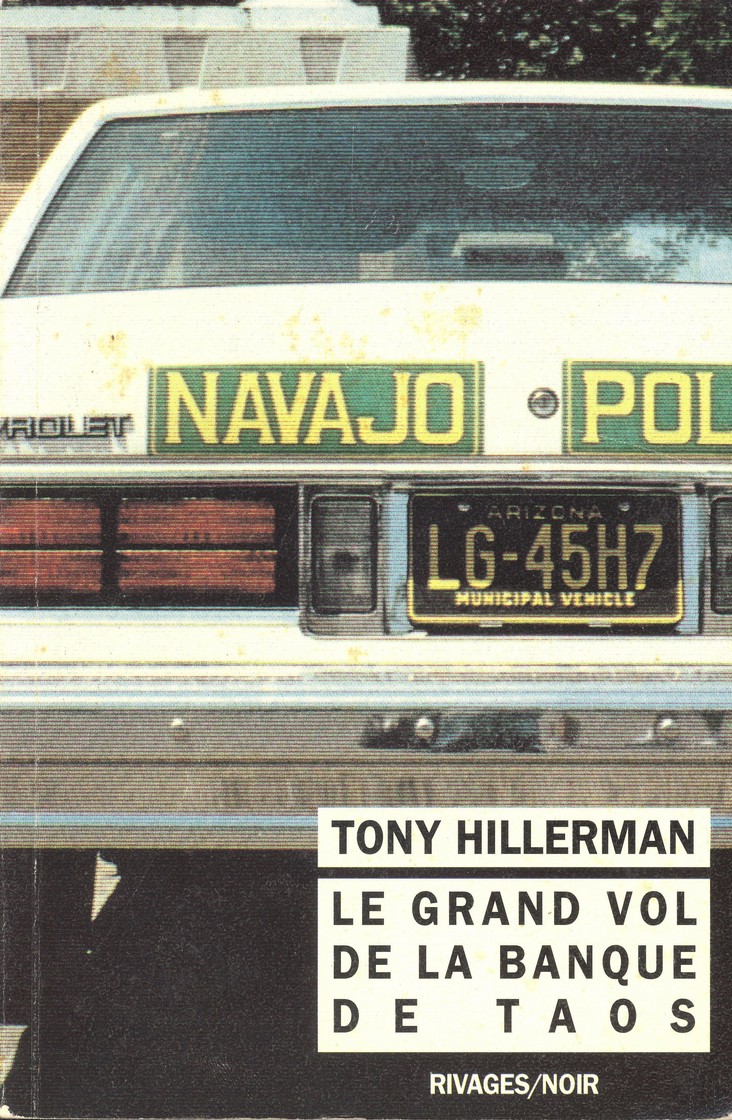 NAVAJO
POL
VROLET
ARIZONA
LG-45H7
MUNICIPAL VEHICLE
TONY HILLERMAN
LE GRAND VOL
DE LA BANQUE
DE TAOS
RIVAGES/NOIR